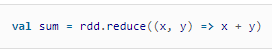 val sum = rdd.reduce((x, y) => x + y)